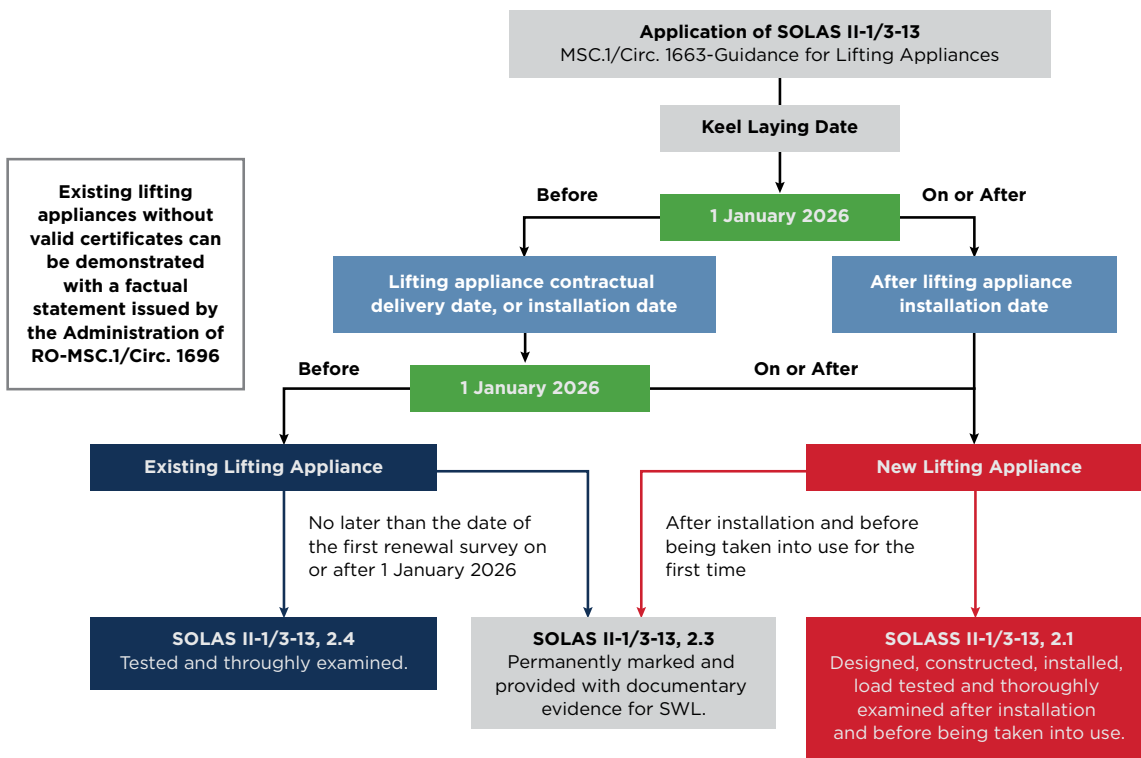 Application of SOLAS II-1/3-13
MSC.1/Circ. 1663-Guidance for Lifting Appliances
Keel Laying Date
Existing lifting
appliances without
valid certificates can
be demonstrated
with a factual
statement issued by
the Administration of
RO-MSC.1/Circ. 1696
Before
1 January 2026
On or After
Lifting appliance contractual
delivery date, or installation date
After lifting appliance
installation date
Before
1 January 2026
On or After
Existing Lifting Appliance
New Lifting Appliance
No later than the date of
the first renewal survey on
or after 1 January 2026
After installation and before
being taken into use for the
first time
SOLAS II-1/3-13, 2.4
Tested and throughly examined.
SOLAS II-1/3-13, 2.3
Permanently marked and
provided with documentary
evidence for SWL.
SOLASS II-1/3-13, 2.1
Designed, constructed, installed,
load tested and thoroughly
examined after installation
and before being taken into use.